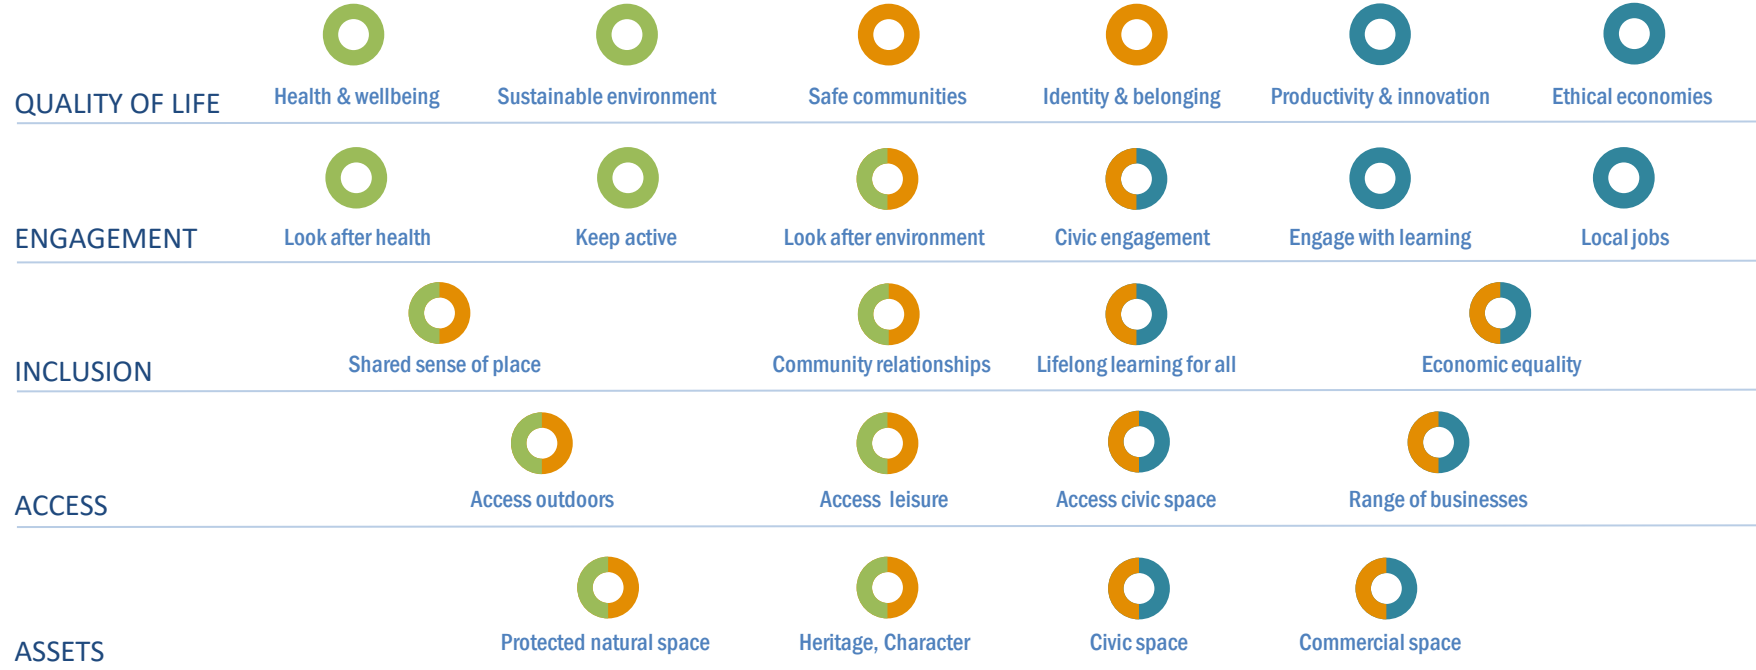 QUALITY OF LIFE
Health & wellbeing
Sustainable environment
Safe communities
Identity & belonging
Productivity & innovation
Ethical economies
ENGAGEMENT
Look after health
Keep active
Look after environment
Civic engagement
Engage with learning
Local jobs
INCLUSION
Shared sense of place
Community relationships
Lifelong learning for all
Economic equality
ACCESS
Access outdoors
Access leisure
Access civic space
Range of businesses
ASSETS
Protected natural space
Heritage, Character
Civic space
Commercial space